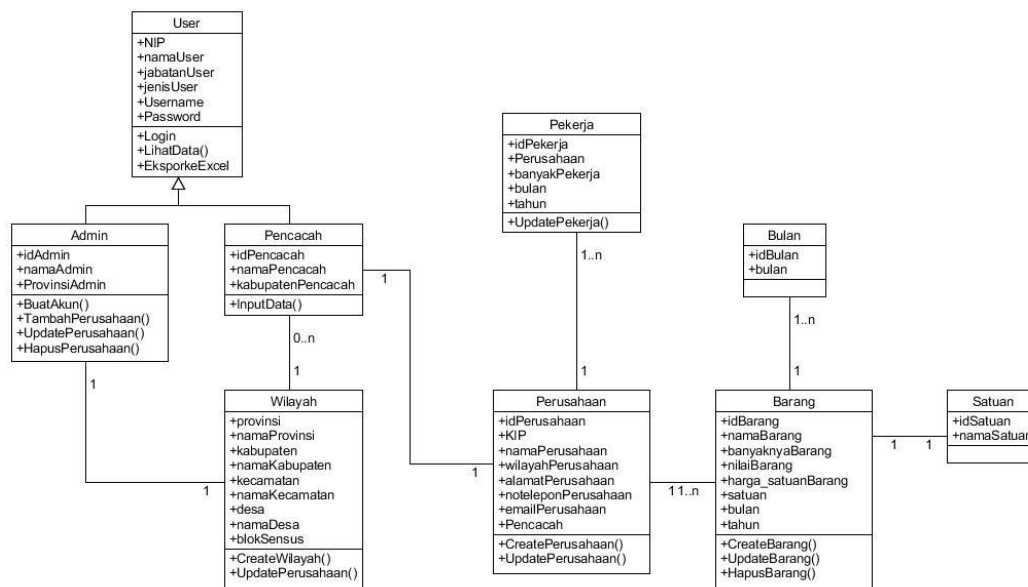 User
+NIP
+namaUser
+jabatanUser
+jenisUser
+Username
+Password
+Login
+LihatData()
+EksporkeExcel
Pekerja
+idPekerja
+Perusahaan
+banyakPekerja
+bulan
+tahun
+UpdatePekerja()
Admin
+idAdmin
+namaAdmin
+ProvinsiAdmin
+BuatAkun()
+TambahPerusahaan()
+UpdatePerusahaan()
+HapusPerusahaan()
Pencacah
+idPencacah
+namaPencacah
+kabupatenPencacah
+InputData()
Bulan
+idBulan
+bulan
1
1..n
1..n
0..n
1
1
1
1
Wilayah
+provinsi
+namaProvinsi
+kabupaten
+namaKabupaten
+kecamatan
+namaKecamatan
+desa
+namaDesa
+blokSensus
+CreateWilayah()
+UpdatePerusahaan()
Perusahaan
+idPerusahaan
+KIP
+namaPerusahaan
+wilayahPerusahaan
+alamatPerusahaan
+noteleponPerusahaan
+emailPerusahaan
+Pencacah
+CreatePerusahaan()
+UpdatePerusahaan()
Barang
+idBarang
+namaBarang
+banyaknyaBarang
+nilaiBarang
+harga_satuanBarang
+satuan
+bulan
+tahun
+CreateBarang()
+UpdateBarang()
+HapusBarang()
Satuan
+idSatuan
+namaSatuan
1 1
1
1
1 1..n